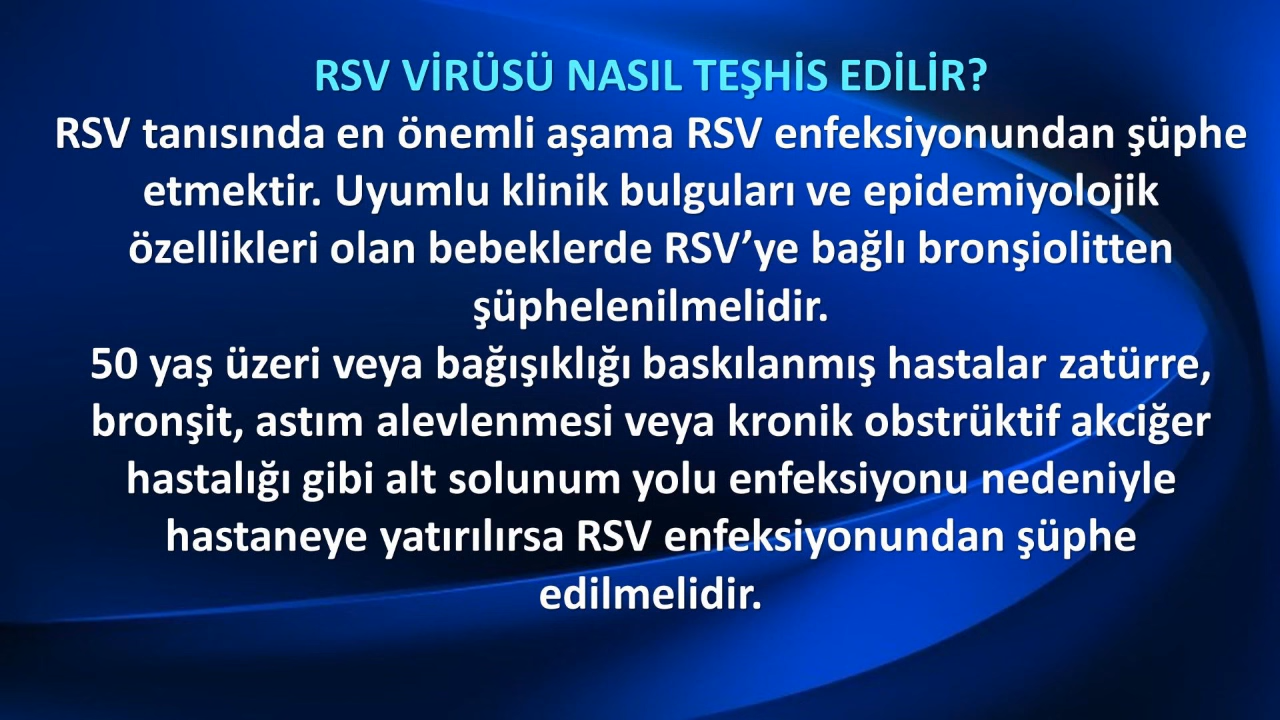 RSV VİRÜSÜ NASIL TEŞHİS EDİLİR?
RSV tanısında en önemli aşama RSV enfeksiyonundan şüphe
etmektir. Uyumlu klinik bulguları ve epidemiyolojik
özellikleri olan bebeklerde RSV’ye bağlı bronşiolitten
şüphelenilmelidir.
50 yaş üzeri veya bağışıklığı baskılanmış hastalar zatürre,
bronşit, astım alevlenmesi veya kronik obstrüktif akciğer
hastalığı gibi alt solunum yolu enfeksiyonu nedeniyle
hastaneye yatırılırsa RSV enfeksiyonundan şüphe
edilmelidir.